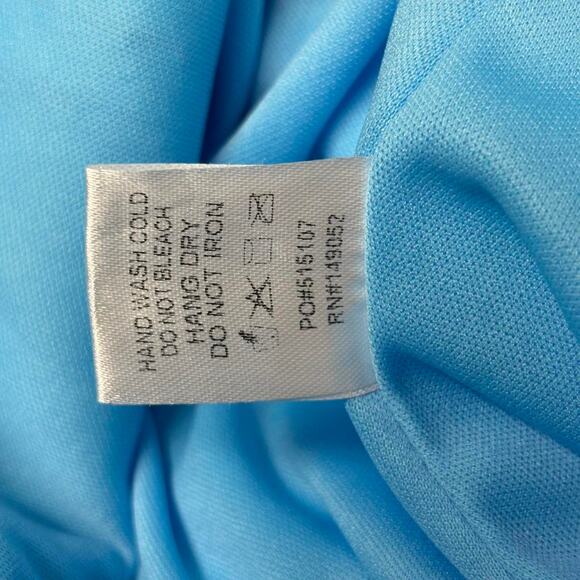 HAND WASH COLD
DO NOT BLEACH
HANG DRY
DO NOT IRON
PO#515107
RN#149052